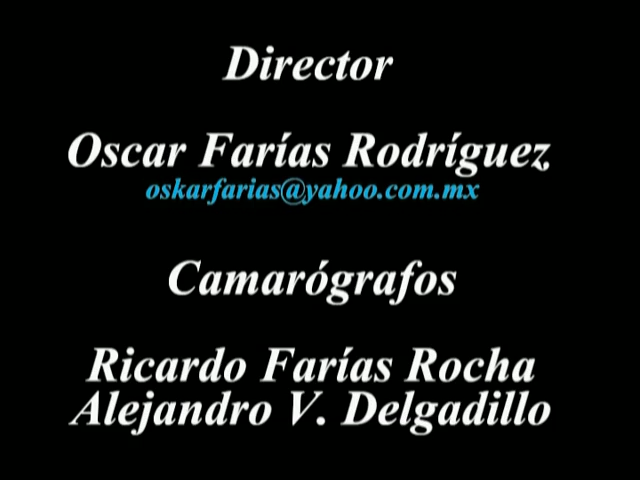 Director
Oscar Farías Rodríguez
oskarfarias@yahoo.com.mx
Camarógrafos
Ricardo Farías Rocha
Alejandro V. Delgadillo